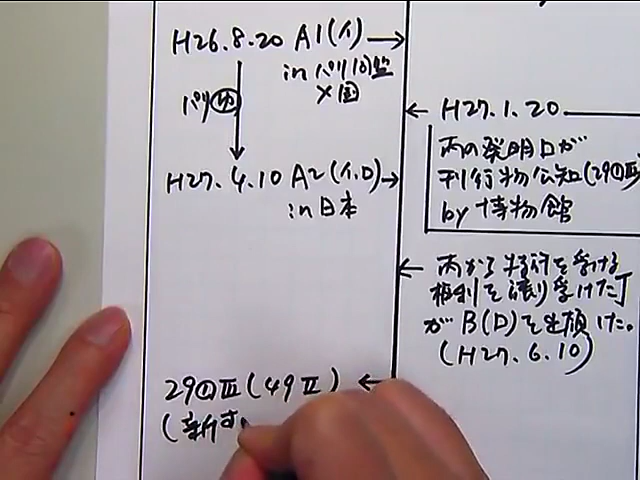 H26.8.20 A1(イ)→
in パリ同盟
X国
パリ優
↓
H27.4.10 A2(イ,ロ)→
in 日本
← H27.1.20
丙の発明ロが
刊行物公知(29①Ⅲ)
by 博物館
← 丙から特許を受ける
権利を譲り受けた丁
がB(ロ)を出願した。
(H27.6.10)
29①Ⅲ(49Ⅱ) ←
(新す